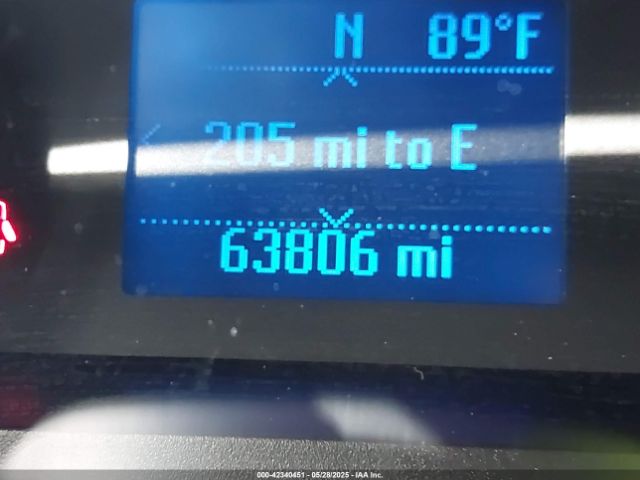 N 89°F
205 mi to E
63806 mi
000-42340451 - 05/28/2025 - IAA Inc.